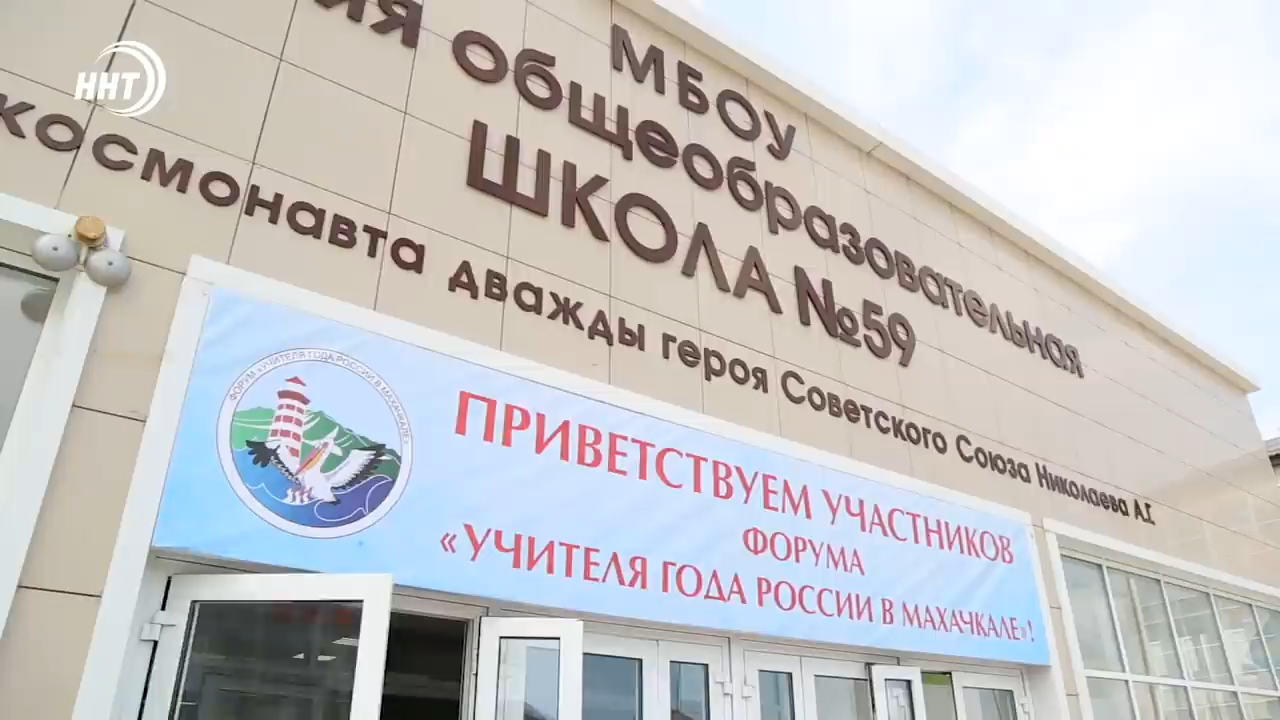 ННТ
МБОУ
общеобразовательная
ШКОЛА №59
космонавта дважды героя Советского Союза Николаева А.Г.
ФОРУМ «УЧИТЕЛЯ ГОДА РОССИИ В МАХАЧКАЛЕ»
ПРИВЕТСТВУЕМ УЧАСТНИКОВ
ФОРУМА
«УЧИТЕЛЯ ГОДА РОССИИ В МАХАЧКАЛЕ»!